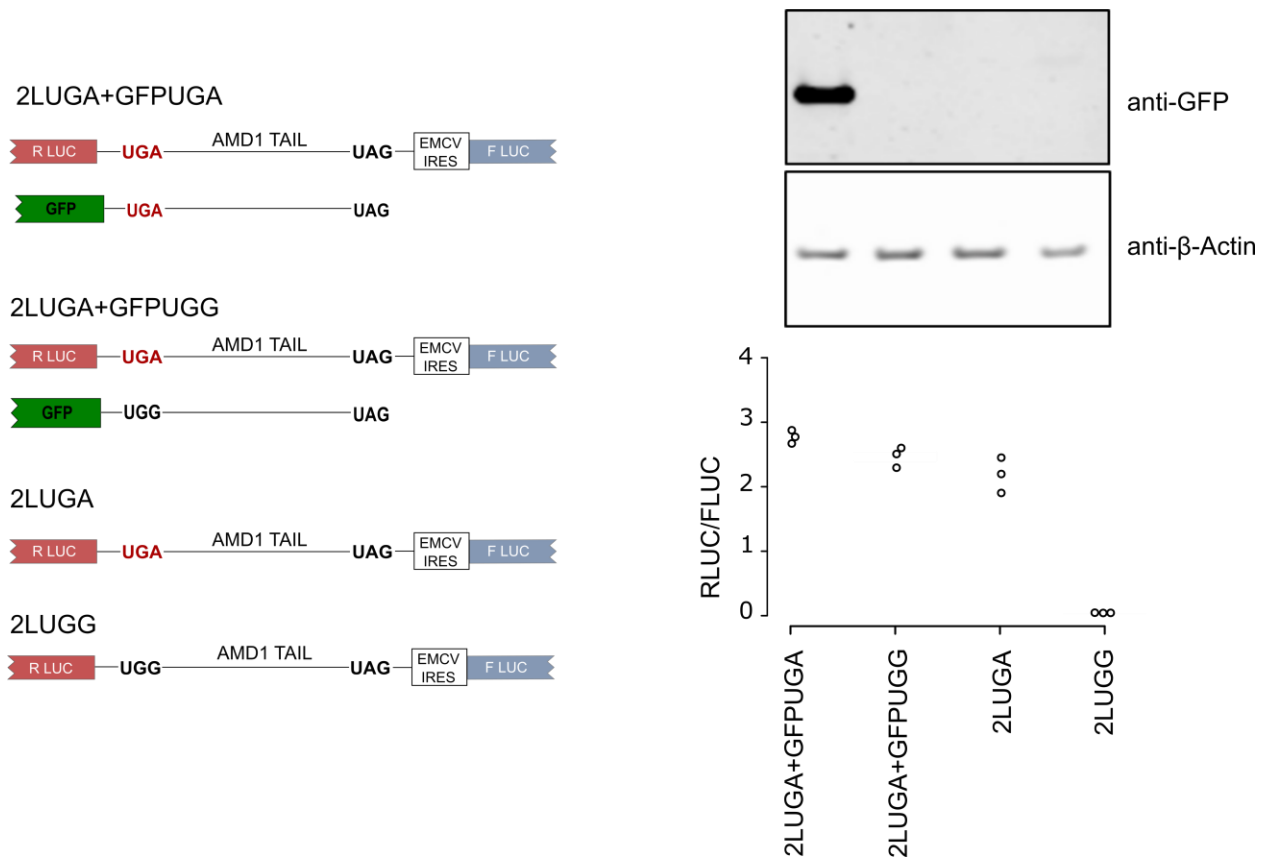 2LUGA+GFPUGA
R LUC UGA AMD1 TAIL UAG EMCV IRES F LUC
GFP UGA UAG
2LUGA+GFPUGG
R LUC UGA AMD1 TAIL UAG EMCV IRES F LUC
GFP UGG UAG
2LUGA
R LUC UGA AMD1 TAIL UAG EMCV IRES F LUC
2LUGG
R LUC UGG AMD1 TAIL UAG EMCV IRES F LUC
anti-GFP
anti-β-Actin
RLUC/FLUC
4
3
2
1
0
2LUGA+GFPUGA
2LUGA+GFPUGG
2LUGA
2LUGG